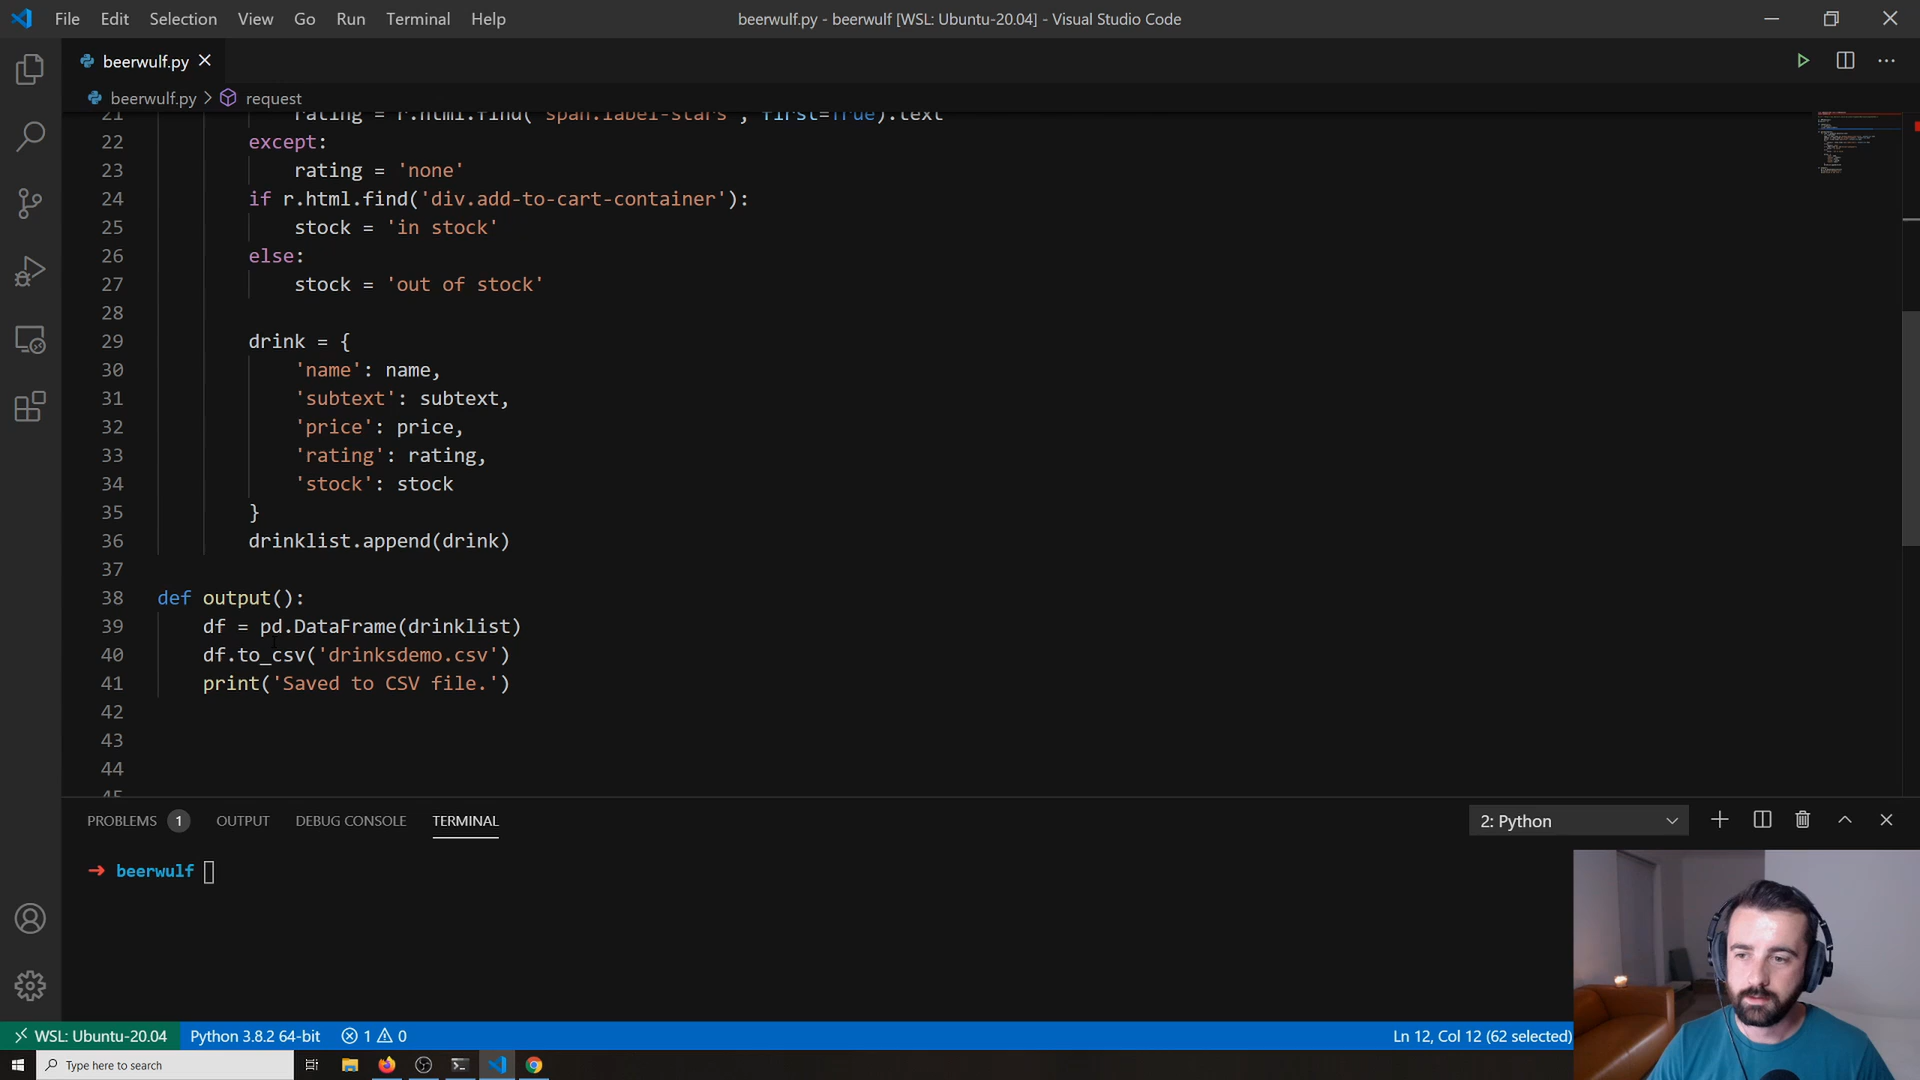 File Edit Selection View Go Run Terminal Help
beerwulf.py - beerwulf [WSL: Ubuntu-20.04] - Visual Studio Code
beerwulf.py
beerwulf.py > request
21 rating = r.html.find('span.label-stars', first=True).text
22 except:
23 rating = 'none'
24 if r.html.find('div.add-to-cart-container'):
25 stock = 'in stock'
26 else:
27 stock = 'out of stock'
28
29 drink = {
30 'name': name,
31 'subtext': subtext,
32 'price': price,
33 'rating': rating,
34 'stock': stock
35 }
36 drinklist.append(drink)
37
38 def output():
39 df = pd.DataFrame(drinklist)
40 df.to_csv('drinksdemo.csv')
41 print('Saved to CSV file.')
42
43
44
45
PROBLEMS 1 OUTPUT DEBUG CONSOLE TERMINAL 2: Python
→ beerwulf
WSL: Ubuntu-20.04 Python 3.8.2 64-bit 1 0 Ln 12, Col 12 (62 selected)
Type here to search